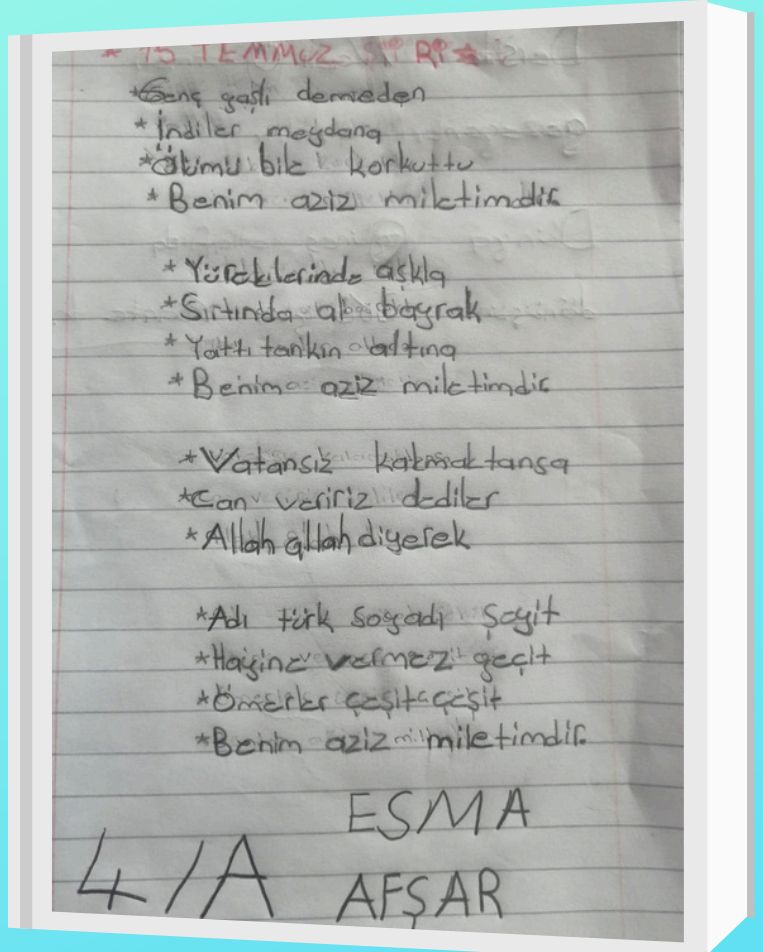 * 15 TEMMUZ ŞİİRİ *
*Genç yaşlı demeden
*İndiler meydana
*Ölümü bile korkuttu
*Benim aziz miletimdir.
*Yüreklerinde aşkla
*Sırtında al bayrak
*Yattı tankın altına
*Benim aziz miletimdir
*Vatansız kalmaktansa
*Can veririz dediler
*Allah allah diyerek
*Adı türk soyadı şayit
*Hayine vermez geçit
*Ömerler çeşit çeşit
*Benim aziz miletimdir.
ESMA
4/A AFŞAR